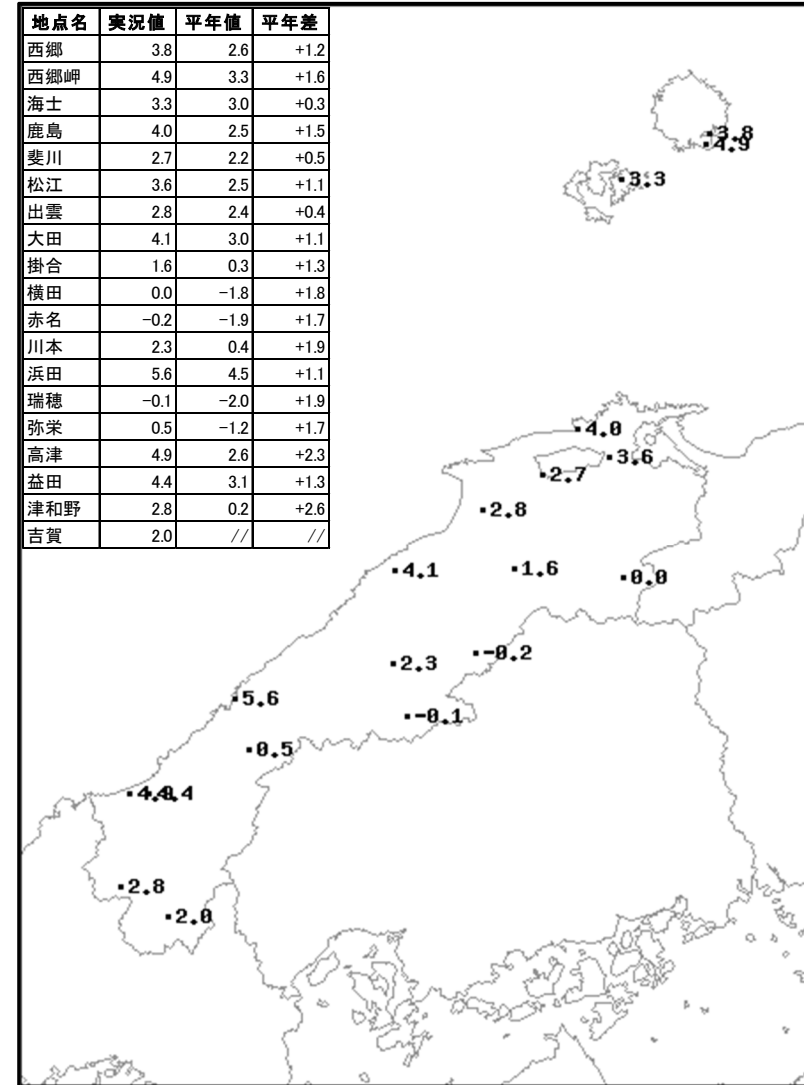 地点名 実況値 平年値 平年差
西郷 3.8 2.6 +1.2
西郷岬 4.9 3.3 +1.6
海士 3.3 3.0 +0.3
鹿島 4.0 2.5 +1.5
斐川 2.7 2.2 +0.5
松江 3.6 2.5 +1.1
出雲 2.8 2.4 +0.4
大田 4.1 3.0 +1.1
掛合 1.6 0.3 +1.3
横田 0.0 -1.8 +1.8
赤名 -0.2 -1.9 +1.7
川本 2.3 0.4 +1.9
浜田 5.6 4.5 +1.1
瑞穂 -0.1 -2.0 +1.9
弥栄 0.5 -1.2 +1.7
高津 4.9 2.6 +2.3
益田 4.4 3.1 +1.3
津和野 2.8 0.2 +2.6
吉賀 2.0 // //
3.8
4.9
3.3
4.0
3.6
2.7
2.8
4.1
1.6
0.0
-0.2
2.3
5.6
-0.1
0.5
2.8
2.0